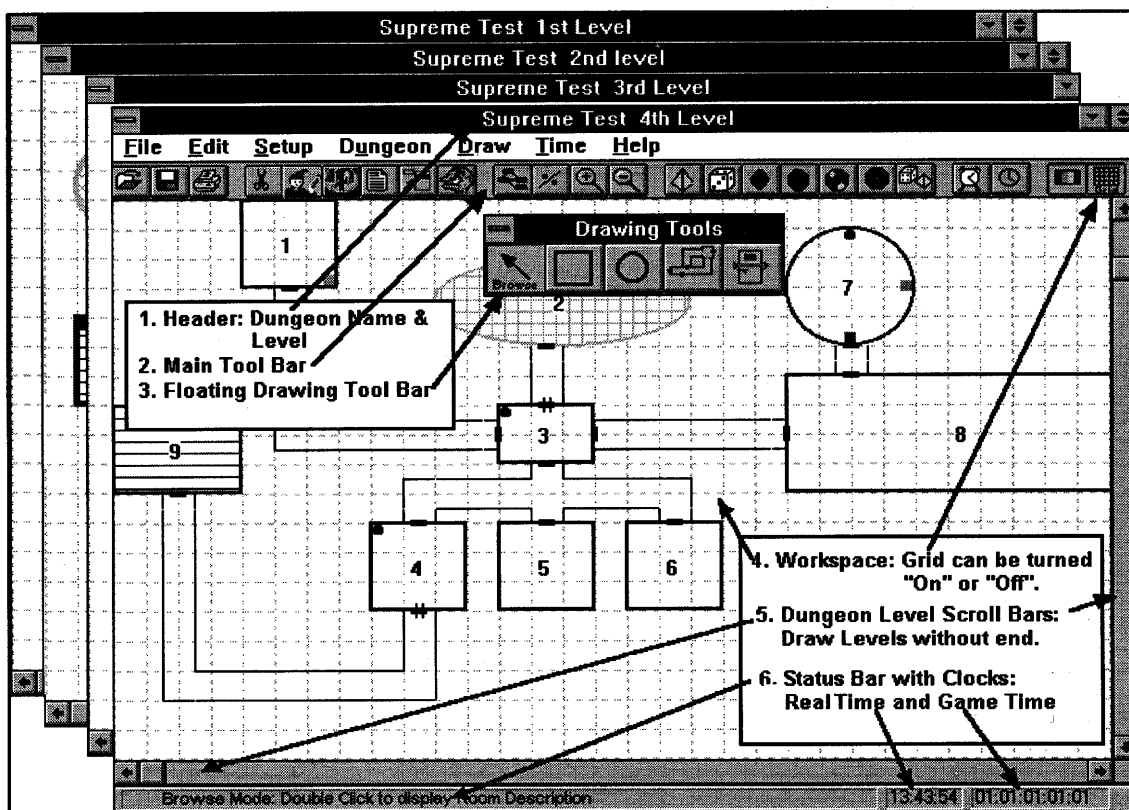 Supreme Test 1st Level
Supreme Test 2nd level
Supreme Test 3rd Level
Supreme Test 4th Level
File Edit Setup Dungeon Draw Time Help
Drawing Tools
Browse
1
2
7
1. Header: Dungeon Name &
Level
2. Main Tool Bar
3. Floating Drawing Tool Bar
3
8
9
4
5
6
4. Workspace: Grid can be turned
"On" or "Off".
5. Dungeon Level Scroll Bars:
Draw Levels without end.
6. Status Bar with Clocks:
Real Time and Game Time
Browse Mode: Double Click to display Room Description
13:43:54
01.01.01.01.01